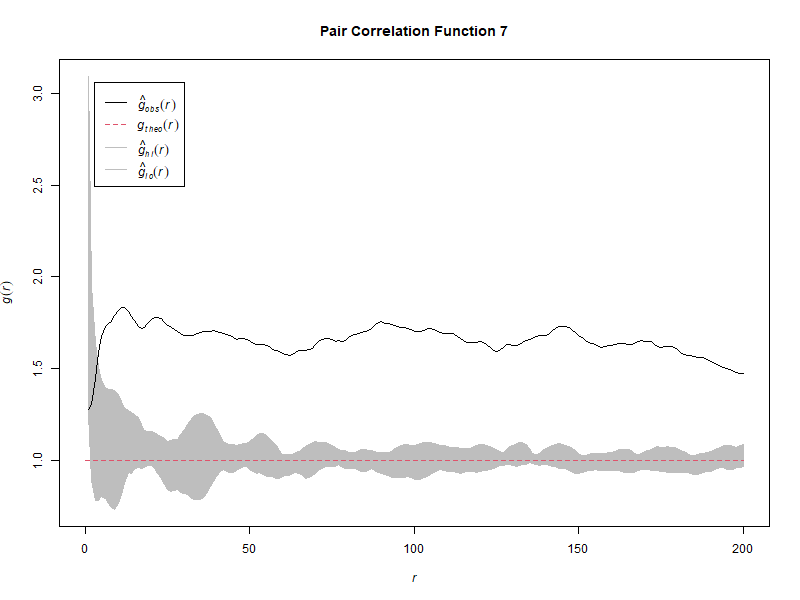 Pair Correlation Function 7
g(r)
3.0
2.5
2.0
1.5
1.0
ĝobs(r)
gtheo(r)
ĝhi(r)
ĝlo(r)
0 50 100 150 200
r